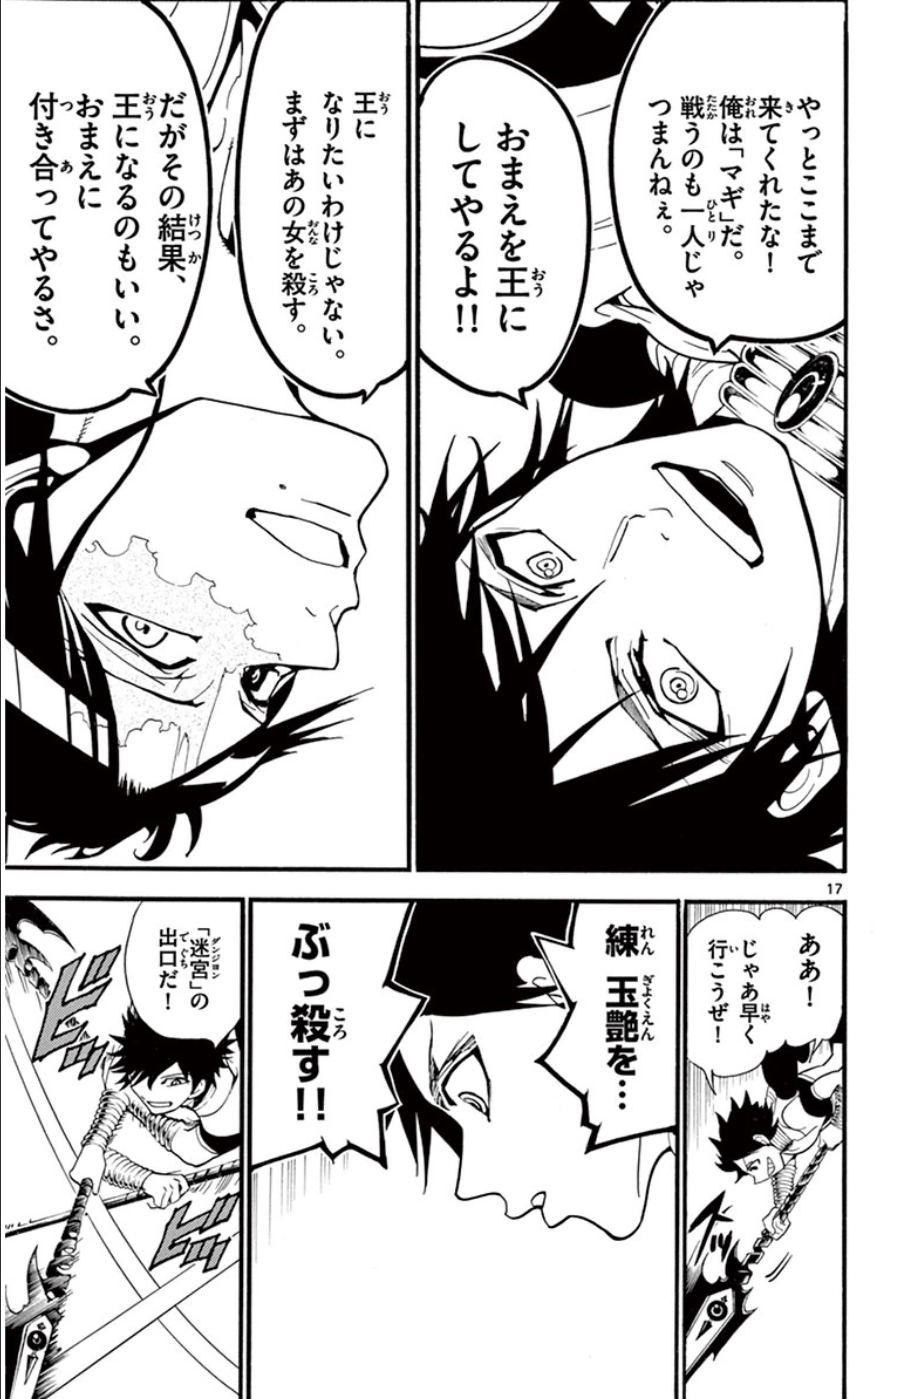 やっとここまで
来てくれたな！
俺は「マギ」だ。
戦うのも一人じゃ
つまんねぇ。
おまえを王に
してやるよ！！
王に
なりたいわけじゃない。
まずはあの女を殺す。
だがその結果、
王になるのもいい。
おまえに
付き合ってやるさ。
17
ああ！
じゃあ早く
行こうぜ！
ズッ
練 玉艶を…
ぶっ殺す！！
「迷宮」の
出口だ！
ビッ
ビッ